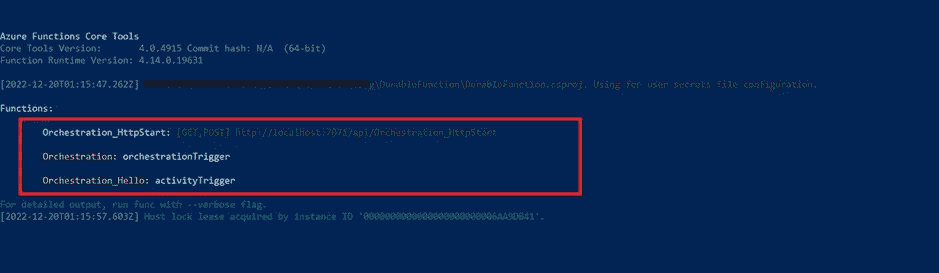 Azure Functions Core Tools
Core Tools Version:       4.0.4915 Commit hash: N/A  (64-bit)
Function Runtime Version: 4.14.0.19631
[2022-12-20T01:15:47.262Z] g\DurableFunction\DurableFunction.csproj. Using for user secrets file configuration.
Functions:
Orchestration_HttpStart: [GET,POST] http://localhost:7071/api/Orchestration_HttpStart
Orchestration: orchestrationTrigger
Orchestration_Hello: activityTrigger
For detailed output, run func with --verbose flag.
[2022-12-20T01:15:57.603Z] Host lock lease acquired by instance ID